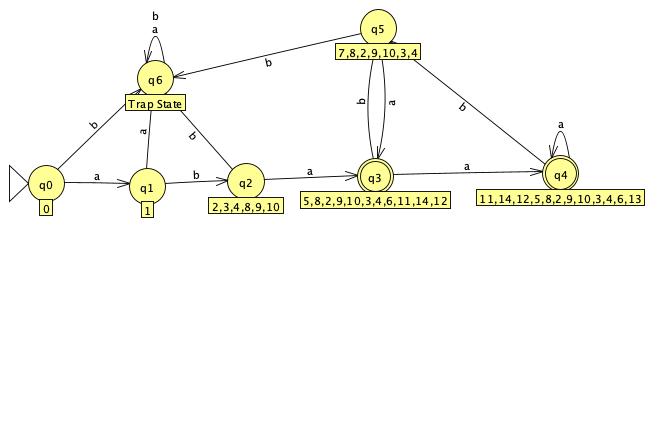 b
a
q5
7,8,2,9,10,3,4
b
q6
Trap State
b
a
b
b
a
b
a
q0
0
a
q1
1
b
q2
2,3,4,8,9,10
a
q3
5,8,2,9,10,3,4,6,11,14,12
a
q4
11,14,12,5,8,2,9,10,3,4,6,13